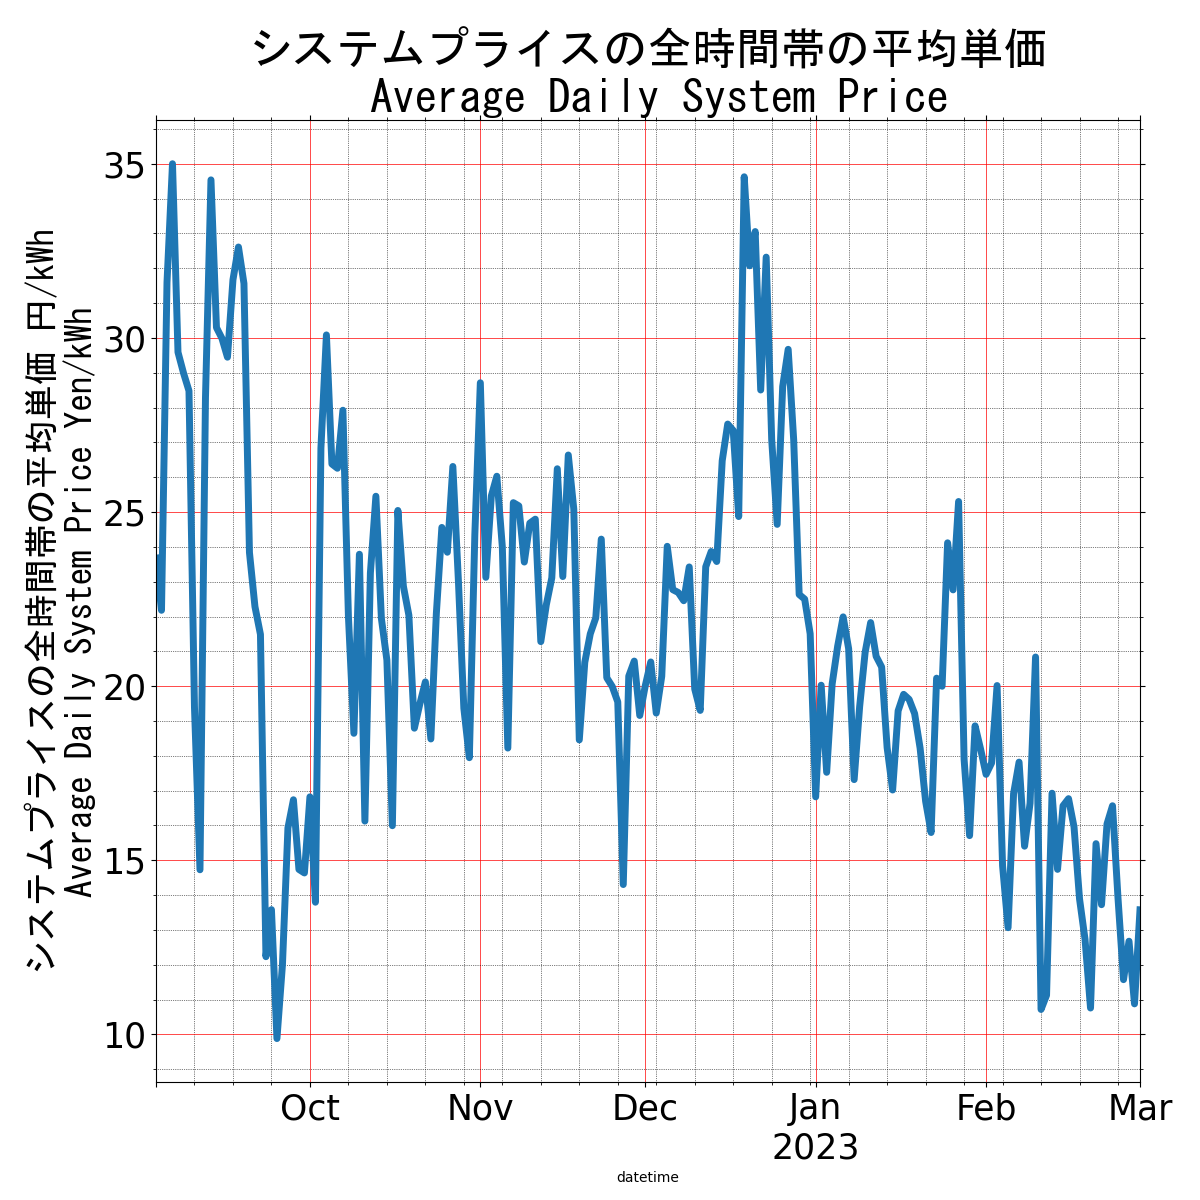 システムプライスの全時間帯の平均単価
Average Daily System Price
システムプライスの全時間帯の平均単価 円/kWh
Average Daily System Price Yen/kWh
35
30
25
20
15
10
Oct
Nov
Dec
Jan
2023
Feb
Mar
datetime